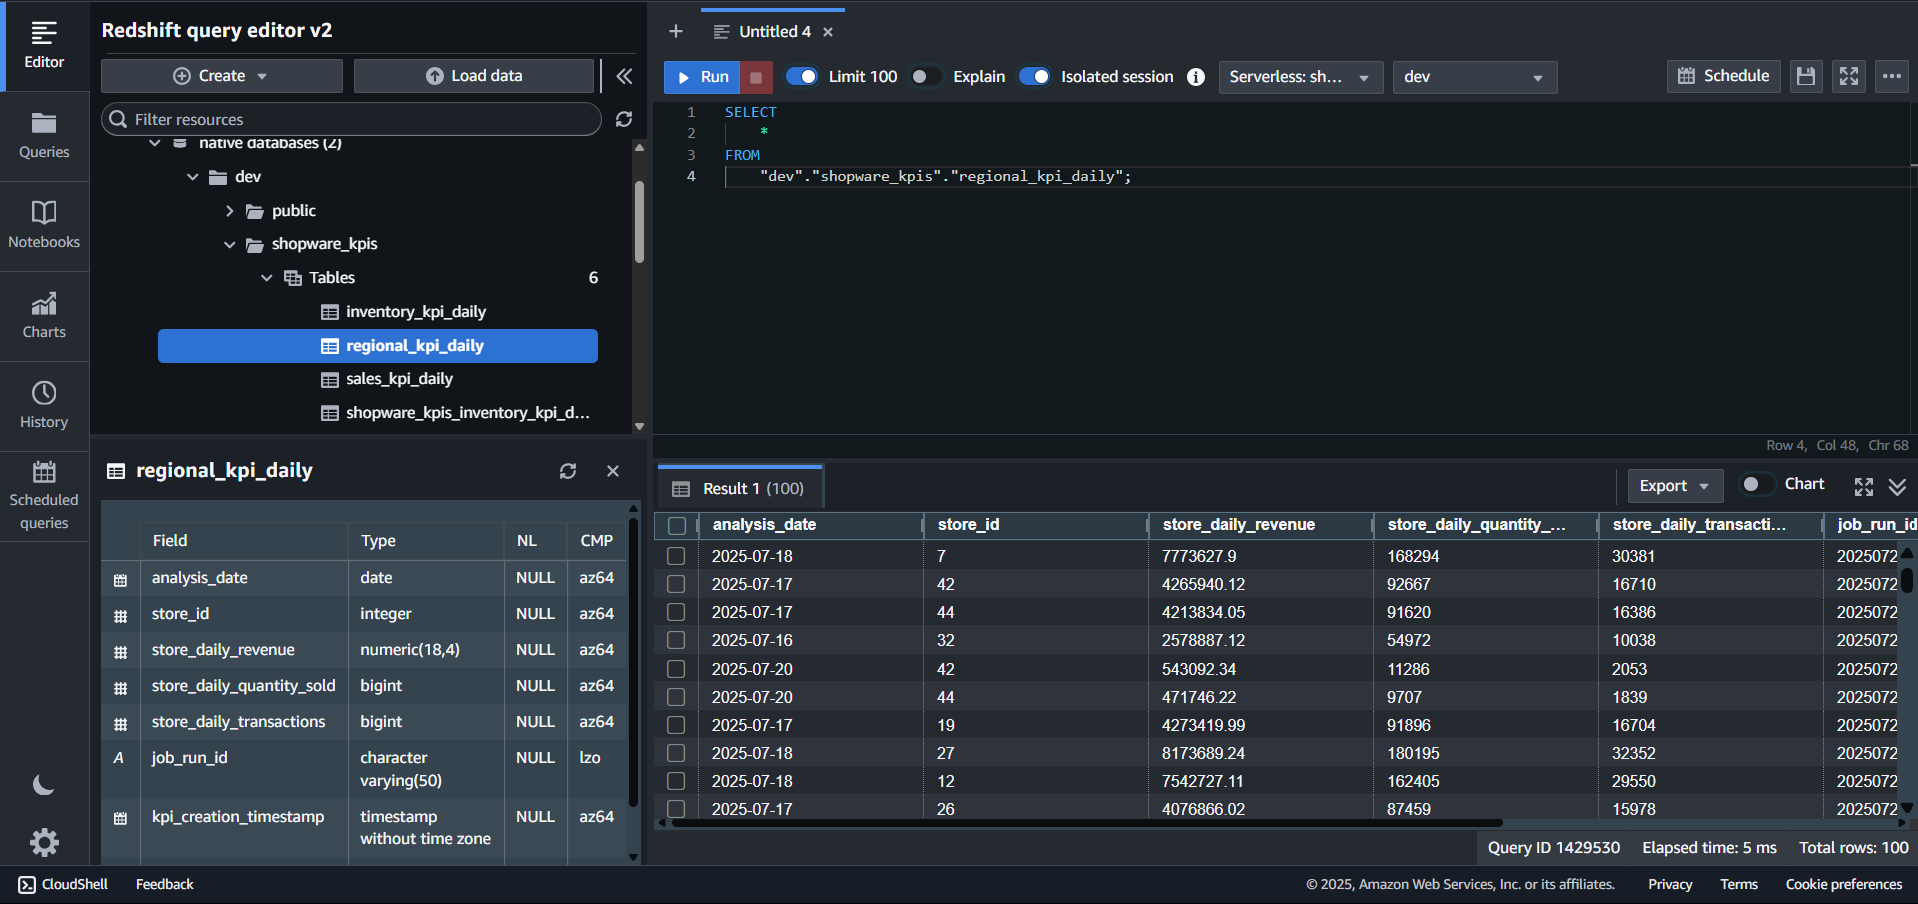 Editor
Queries
Notebooks
Charts
History
Scheduled
queries
Redshift query editor v2
Create
Load data
Filter resources
native databases (2)
dev
public
shopware_kpis
Tables 6
inventory_kpi_daily
regional_kpi_daily
sales_kpi_daily
shopware_kpis_inventory_kpi_d...
regional_kpi_daily
Field Type NL CMP
analysis_date date NULL az64
store_id integer NULL az64
store_daily_revenue numeric(18,4) NULL az64
store_daily_quantity_sold bigint NULL az64
store_daily_transactions bigint NULL az64
A job_run_id character NULL lzo
varying(50)
kpi_creation_timestamp timestamp NULL az64
without time zone
+ Untitled 4 ×
Run Limit 100 Explain Isolated session i Serverless: sh... dev Schedule
1 SELECT
2 *
3 FROM
4 "dev"."shopware_kpis"."regional_kpi_daily";
Row 4, Col 48, Chr 68
Result 1 (100) Export Chart
analysis_date store_id store_daily_revenue store_daily_quantity_... store_daily_transacti... job_run_id
2025-07-18 7 7773627.9 168294 30381 2025072
2025-07-17 42 4265940.12 92667 16710 2025072
2025-07-17 44 4213834.05 91620 16386 2025072
2025-07-16 32 2578887.12 54972 10038 2025072
2025-07-20 42 543092.34 11286 2053 2025072
2025-07-20 44 471746.22 9707 1839 2025072
2025-07-17 19 4273419.99 91896 16704 2025072
2025-07-18 27 8173689.24 180195 32352 2025072
2025-07-18 12 7542727.11 162405 29550 2025072
2025-07-17 26 4076866.02 87459 15978 2025072
Query ID 1429530 Elapsed time: 5 ms Total rows: 100
CloudShell Feedback © 2025, Amazon Web Services, Inc. or its affiliates. Privacy Terms Cookie preferences